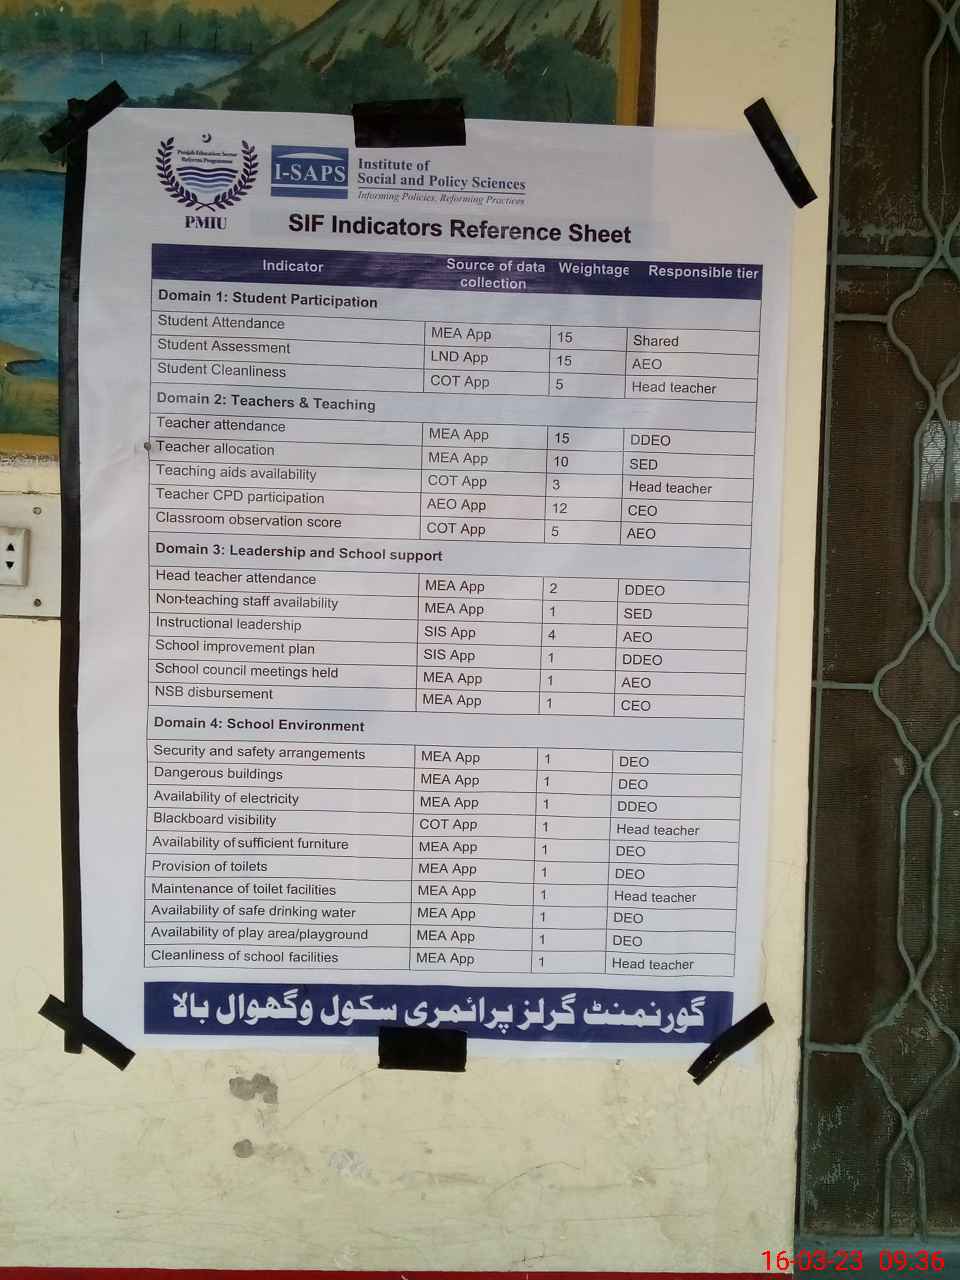 Punjab Education Sector
Reforms Programme
PMIU
I-SAPS
Institute of
Social and Policy Sciences
Informing Policies, Reforming Practices
SIF Indicators Reference Sheet
Indicator Source of data collection Weightage Responsible tier
Domain 1: Student Participation
Student Attendance MEA App 15 Shared
Student Assessment LND App 15 AEO
Student Cleanliness COT App 5 Head teacher
Domain 2: Teachers & Teaching
Teacher attendance MEA App 15 DDEO
Teacher allocation MEA App 10 SED
Teaching aids availability COT App 3 Head teacher
Teacher CPD participation AEO App 12 CEO
Classroom observation score COT App 5 AEO
Domain 3: Leadership and School support
Head teacher attendance MEA App 2 DDEO
Non-teaching staff availability MEA App 1 SED
Instructional leadership SIS App 4 AEO
School improvement plan SIS App 1 DDEO
School council meetings held MEA App 1 AEO
NSB disbursement MEA App 1 CEO
Domain 4: School Environment
Security and safety arrangements MEA App 1 DEO
Dangerous buildings MEA App 1 DEO
Availability of electricity MEA App 1 DDEO
Blackboard visibility COT App 1 Head teacher
Availability of sufficient furniture MEA App 1 DEO
Provision of toilets MEA App 1 DEO
Maintenance of toilet facilities MEA App 1 Head teacher
Availability of safe drinking water MEA App 1 DEO
Availability of play area/playground MEA App 1 DEO
Cleanliness of school facilities MEA App 1 Head teacher
گورنمنٹ گرلز پرائمری سکول وگھوال بالا
16-03-23 09:36